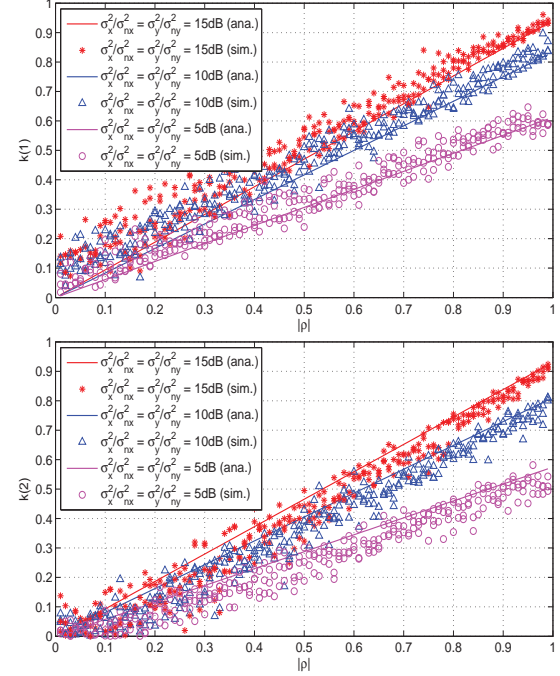 1
0.9
0.8
0.7
0.6
0.5
0.4
0.3
0.2
0.1
0
k(1)
σ²x/σ²nx = σ²y/σ²ny = 15dB (ana.)
σ²x/σ²nx = σ²y/σ²ny = 15dB (sim.)
σ²x/σ²nx = σ²y/σ²ny = 10dB (ana.)
σ²x/σ²nx = σ²y/σ²ny = 10dB (sim.)
σ²x/σ²nx = σ²y/σ²ny = 5dB (ana.)
σ²x/σ²nx = σ²y/σ²ny = 5dB (sim.)
0 0.1 0.2 0.3 0.4 0.5 0.6 0.7 0.8 0.9 1
|ρ|
1
0.9
0.8
0.7
0.6
0.5
0.4
0.3
0.2
0.1
0
k(2)
σ²x/σ²nx = σ²y/σ²ny = 15dB (ana.)
σ²x/σ²nx = σ²y/σ²ny = 15dB (sim.)
σ²x/σ²nx = σ²y/σ²ny = 10dB (ana.)
σ²x/σ²nx = σ²y/σ²ny = 10dB (sim.)
σ²x/σ²nx = σ²y/σ²ny = 5dB (ana.)
σ²x/σ²nx = σ²y/σ²ny = 5dB (sim.)
0 0.1 0.2 0.3 0.4 0.5 0.6 0.7 0.8 0.9 1
|ρ|